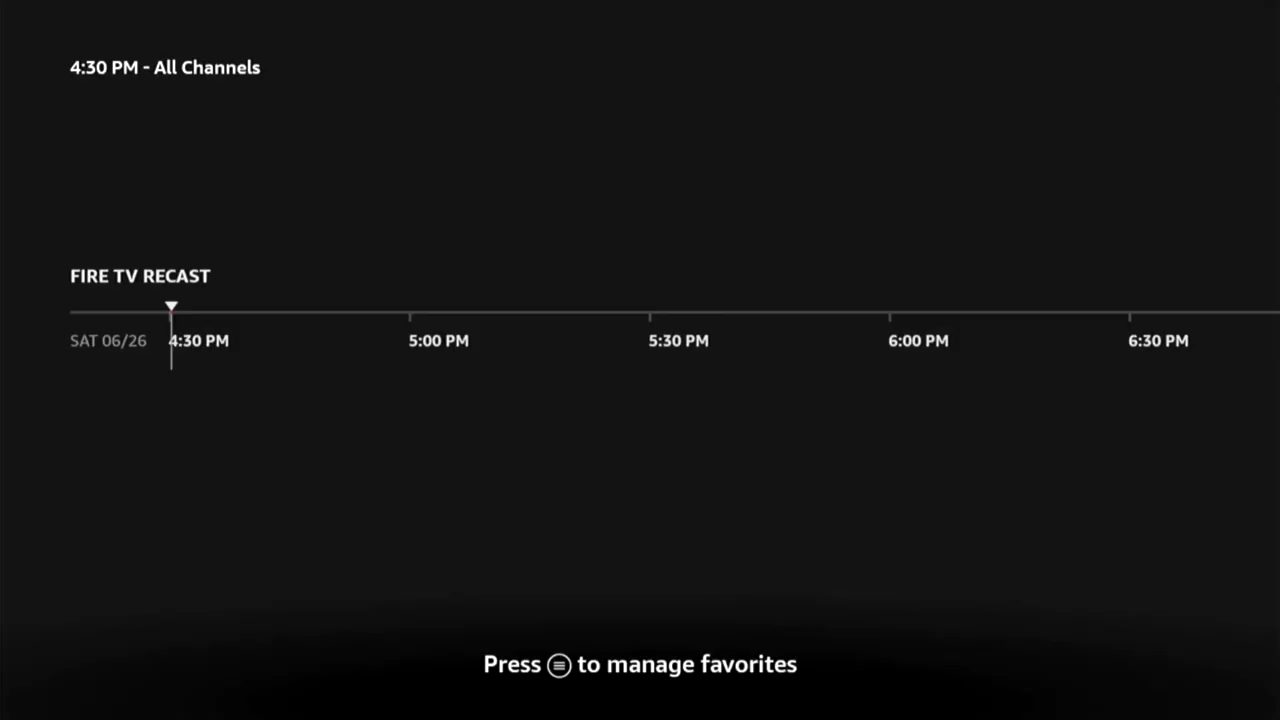 4:30 PM - All Channels
FIRE TV RECAST
SAT 06/26 4:30 PM 5:00 PM 5:30 PM 6:00 PM 6:30 PM
Press to manage favorites